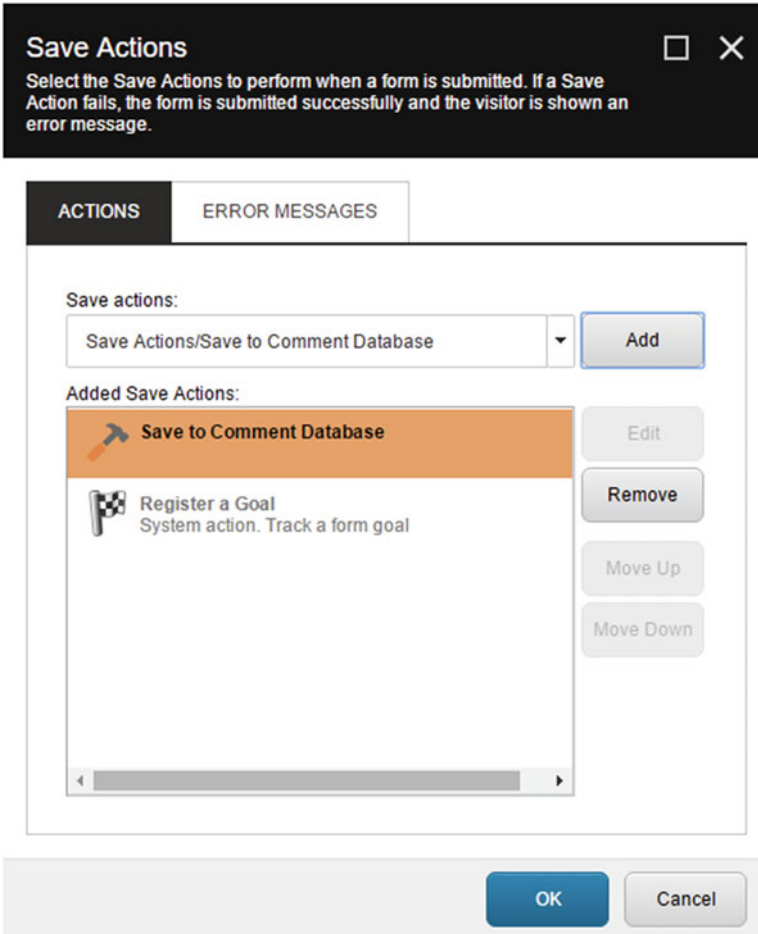 Save Actions
Select the Save Actions to perform when a form is submitted. If a Save
Action fails, the form is submitted successfully and the visitor is shown an
error message.
ACTIONS
ERROR MESSAGES
Save actions:
Save Actions/Save to Comment Database
Add
Added Save Actions:
Save to Comment Database
Edit
Register a Goal
System action. Track a form goal
Remove
Move Up
Move Down
OK
Cancel